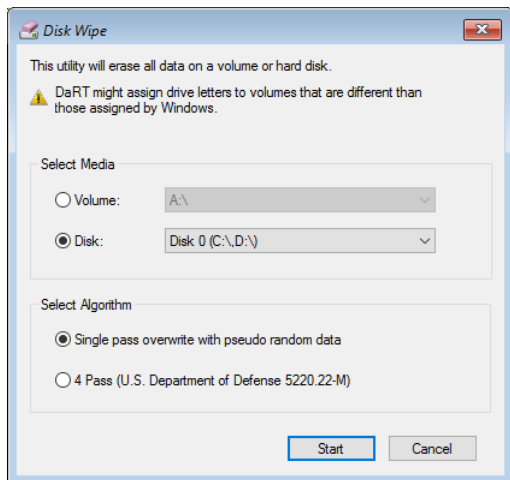 Disk Wipe
This utility will erase all data on a volume or hard disk.
DaRT might assign drive letters to volumes that are different than
those assigned by Windows.
Select Media
Volume:
A:\
Disk:
Disk 0 (C:\,D:\)
Select Algorithm
Single pass overwrite with pseudo random data
4 Pass (U.S. Department of Defense 5220.22-M)
Start
Cancel